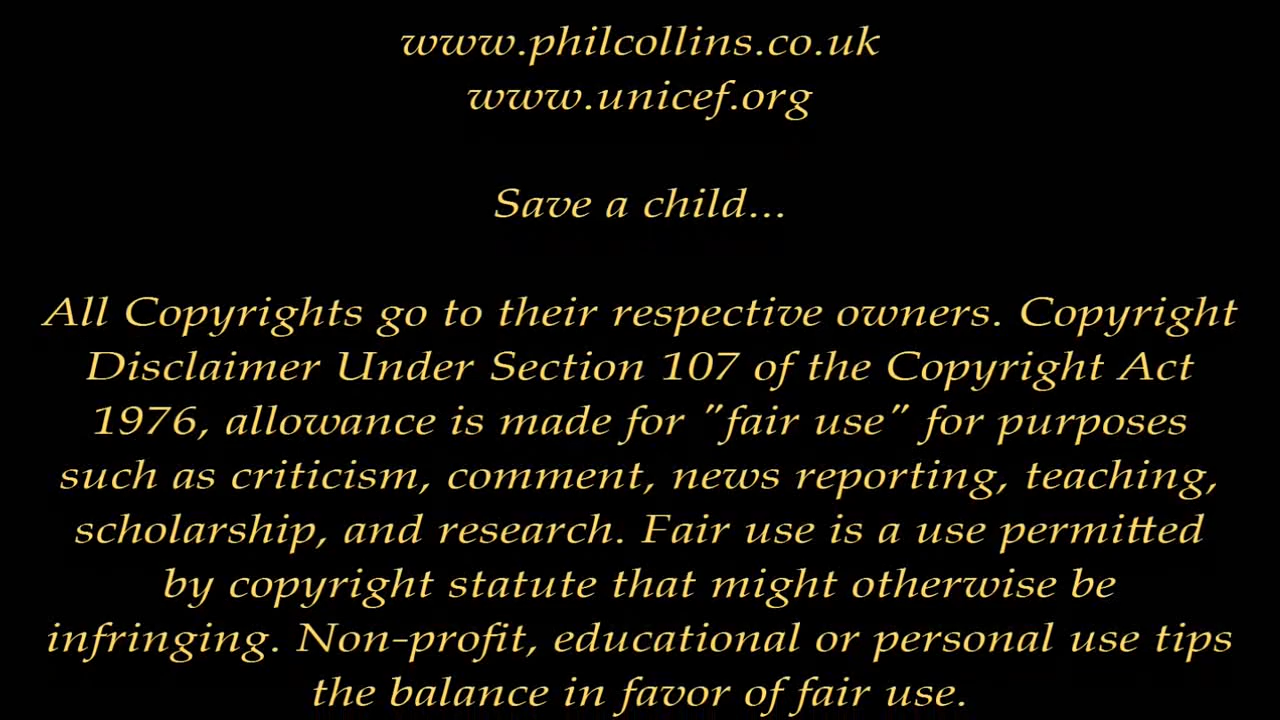 www.philcollins.co.uk
www.unicef.org
Save a child...
All Copyrights go to their respective owners. Copyright
Disclaimer Under Section 107 of the Copyright Act
1976, allowance is made for "fair use" for purposes
such as criticism, comment, news reporting, teaching,
scholarship, and research. Fair use is a use permitted
by copyright statute that might otherwise be
infringing. Non-profit, educational or personal use tips
the balance in favor of fair use.